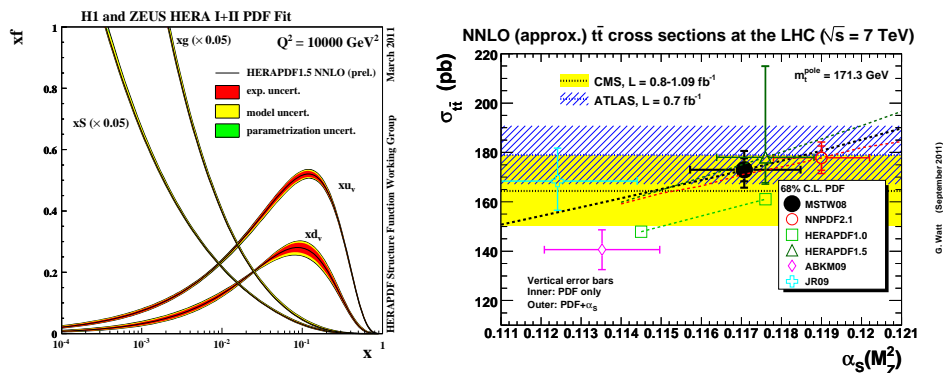 H1 and ZEUS HERA I+II PDF Fit
xf
1
0.8
0.6
0.4
0.2
0
xg (× 0.05)
Q² = 10000 GeV²
HERAPDF1.5 NNLO (prel.)
exp. uncert.
model uncert.
parametrization uncert.
xS (× 0.05)
xu_v
xd_v
10⁻⁴
10⁻³
10⁻²
10⁻¹
1
x
March 2011
HERAPDF Structure Function Working Group
NNLO (approx.) tt̄ cross sections at the LHC (√s = 7 TeV)
σ_tt̄ (pb)
220
200
180
160
140
120
CMS, L = 0.8-1.09 fb⁻¹
ATLAS, L = 0.7 fb⁻¹
m_t^pole = 171.3 GeV
68% C.L. PDF
MSTW08
NNPDF2.1
HERAPDF1.0
HERAPDF1.5
ABKM09
JR09
Vertical error bars
Inner: PDF only
Outer: PDF+α_S
0.111
0.112
0.113
0.114
0.115
0.116
0.117
0.118
0.119
0.12
0.121
α_S(M_Z²)
G. Watt (September 2011)